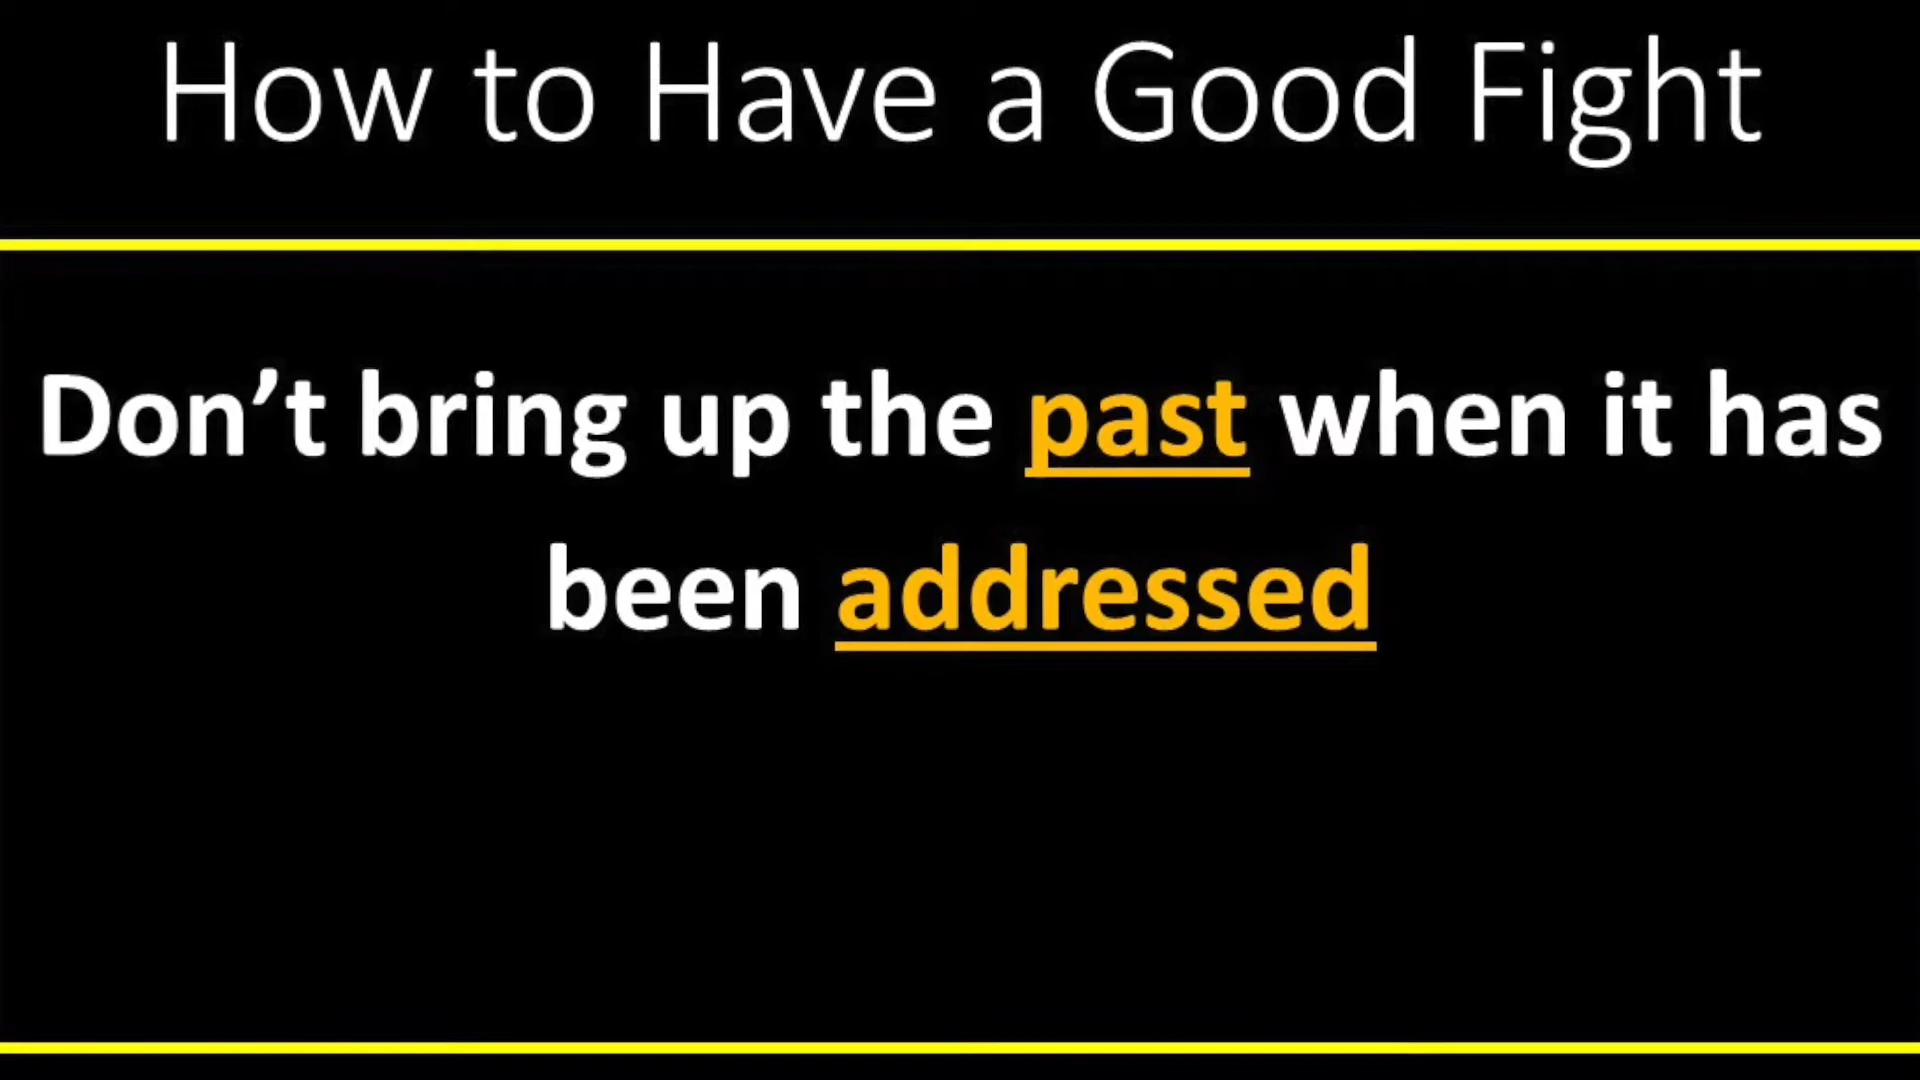 How to Have a Good Fight
Don’t bring up the past when it has
been addressed